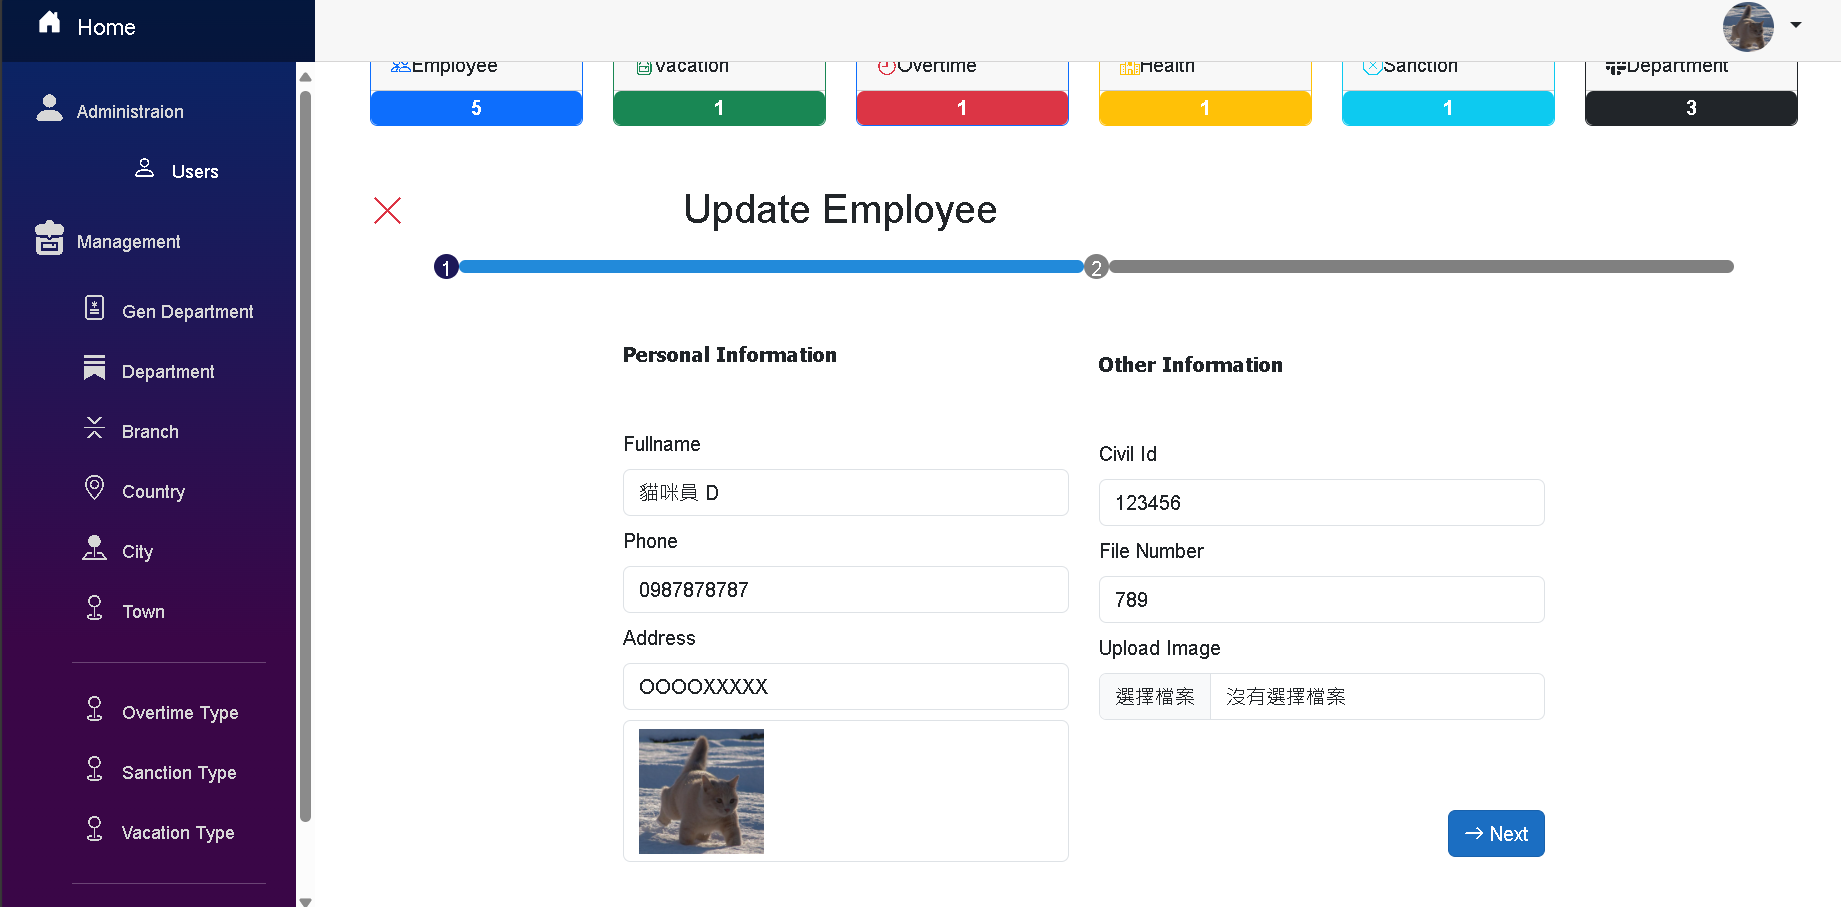 Home
Administraion
Users
Management
Gen Department
Department
Branch
Country
City
Town
Overtime Type
Sanction Type
Vacation Type
Employee
5
Vacation
1
Overtime
1
Health
1
Sanction
1
Department
3
Update Employee
1
2
Personal Information
Fullname
貓咪員 D
Phone
0987878787
Address
OOOOXXXXX
Other Information
Civil Id
123456
File Number
789
Upload Image
選擇檔案 沒有選擇檔案
Next